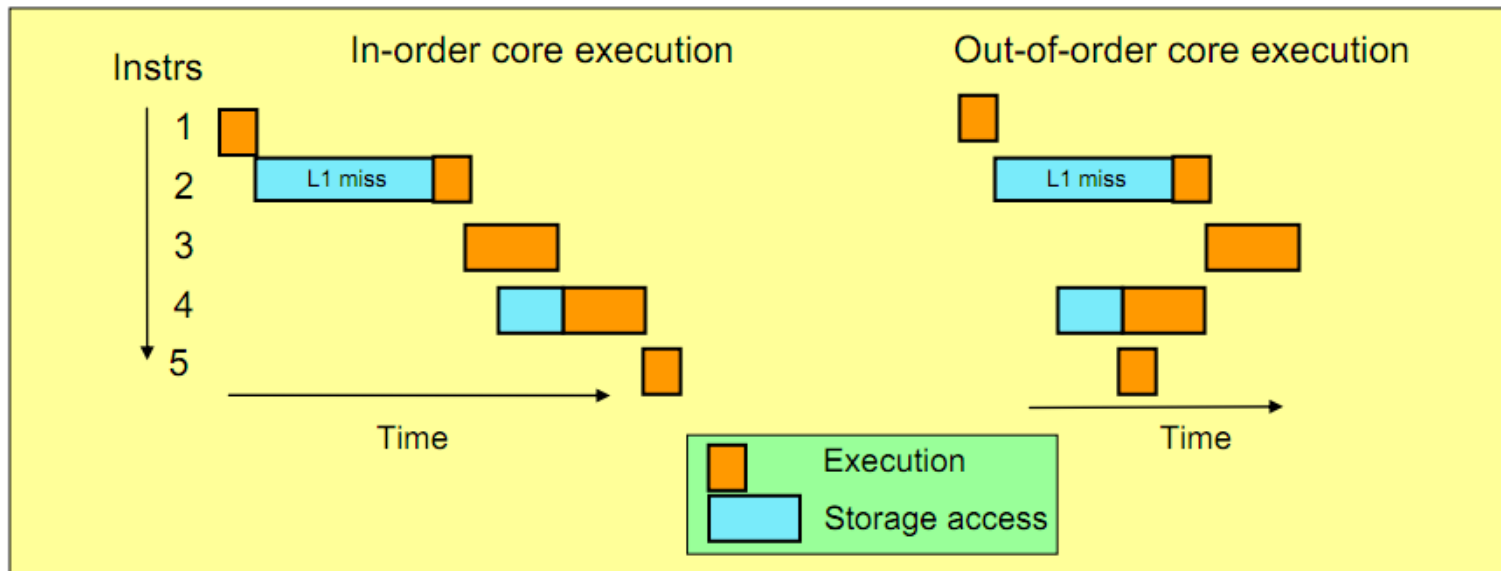 In-order core execution
Out-of-order core execution
Instrs
1
2
3
4
5
L1 miss
L1 miss
Time
Time
Execution
Storage access